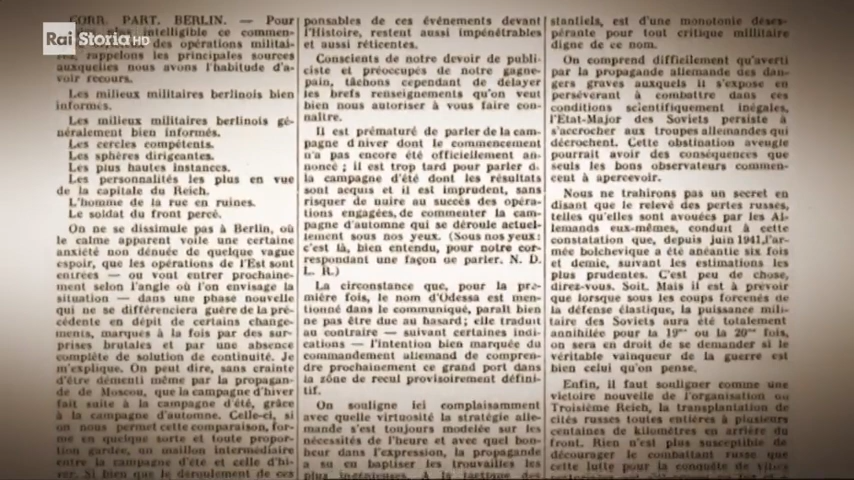 Rai Storia HD
CORR. PART. BERLIN. — Pour
plus intelligible ce commen-
des opérations militai-
, rappelons les principales sources
auxquelles nous avons l'habitude d'a-
voir recours.
Les milieux militaires berlinois bien
informés.
Les milieux militaires berlinois gé-
néralement bien informés.
Les cercles compétents.
Les sphères dirigeantes.
Les plus hautes instances.
Les personnalités les plus en vue
de la capitale du Reich.
L'homme de la rue en ruines.
Le soldat du front percé.
On ne se dissimule pas à Berlin, où
le calme apparent voile une certaine
anxiété non dénuée de quelque vague
espoir, que les opérations de l'Est sont
entrées — ou vont entrer prochaine-
ment selon l'angle où l'on envisage la
situation — dans une phase nouvelle
qui ne se différenciera guère de la pré-
cédente en dépit de certains change-
ments, marqués à la fois par des sur-
prises brutales et par une absence
complète de solution de continuité. Je
m'explique. On peut dire, sans crainte
d'être démenti même par la propagan-
de de Moscou, que la campagne d'hiver
fait suite à la campagne d'été, grâce
à la campagne d'automne. Celle-ci, si
on nous permet cette comparaison, for-
me en quelque sorte et toute propor-
tion gardée, un maillon intermédiaire
entre la campagne d'été et celle d'hi-
ver. Si bien que le déroulement de ces
ponsables de ces événements devant
l'Histoire, restent aussi impénétrables
et aussi réticentes.
Conscients de notre devoir de publi-
ciste et préoccupés de notre gagne-
pain, tâchons cependant de délayer
les brefs renseignements qu'on veut
bien nous autoriser à vous faire con-
naître.
Il est prématuré de parler de la cam-
pagne d'hiver dont le commencement
n'a pas encore été officiellement an-
noncé ; il est trop tard pour parler d.
la campagne d'été dont les résultats
sont acquis et il est imprudent, sans
risquer de nuire au succès des opéra-
tions engagées, de commenter la cam-
pagne d'automne qui se déroule actuel-
lement sous nos yeux. (Sous nos yeux :
c'est là, bien entendu, pour notre cor-
respondant une façon de parler. N. D.
L. R.)
La circonstance que, pour la pre-
mière fois, le nom d'Odessa est men-
tionné dans le communiqué, paraît bien
ne pas être due au hasard ; elle traduit
au contraire — suivant certaines indi-
cations — l'intention bien marquée du
commandement allemand de compren-
dre prochainement ce grand port dans
la zône de recul provisoirement défini-
tif.
On souligne ici complaisamment
avec quelle virtuosité la stratégie alle-
mande s'est toujours modelée sur les
nécessités de l'heure et avec quel bon-
heur dans l'expression, la propagande
a su en baptiser les trouvailles les
plus ingénieuses. À la tactique des
stantiels, est d'une monotonie déses-
pérante pour tout critique militaire
digne de ce nom.
On comprend difficilement qu'averti
par la propagande allemande des dan-
gers graves auxquels il s'expose en
persévérant à combattre dans ces
conditions scientifiquement inégales,
l'Etat-Major des Soviets persiste à
s'accrocher aux troupes allemandes qui
décrochent. Cette obstination aveugle
pourrait avoir des conséquences que
seuls les bons observateurs commen-
cent à apercevoir.
Nous ne trahirons pas un secret en
disant que le relevé des pertes russes,
telles qu'elles sont avouées par les Al-
lemands eux-mêmes, conduit à cette
constatation que, depuis juin 1941, l'ar-
mée bolchevique a été anéantie six fois
et demie, suivant les estimations les
plus prudentes. C'est peu de chose,
direz-vous. Soit. Mais il est à prévoir
que lorsque sous les coups forcenés de
la défense élastique, la puissance mili-
taire des Soviets aura été totalement
annihilée pour la 19me ou la 20me fois,
on sera en droit de se demander si le
véritable vainqueur de la guerre est
bien celui qu'on pense.
Enfin, il faut souligner comme une
victoire nouvelle de l'organisation du
Troisième Reich, la transplantation de
cités russes toutes entières à plusieurs
centaines de kilomètres en arrière du
front. Rien n'est plus susceptible de
décourager le combattant russe que
cette lutte pour la conquête de villes